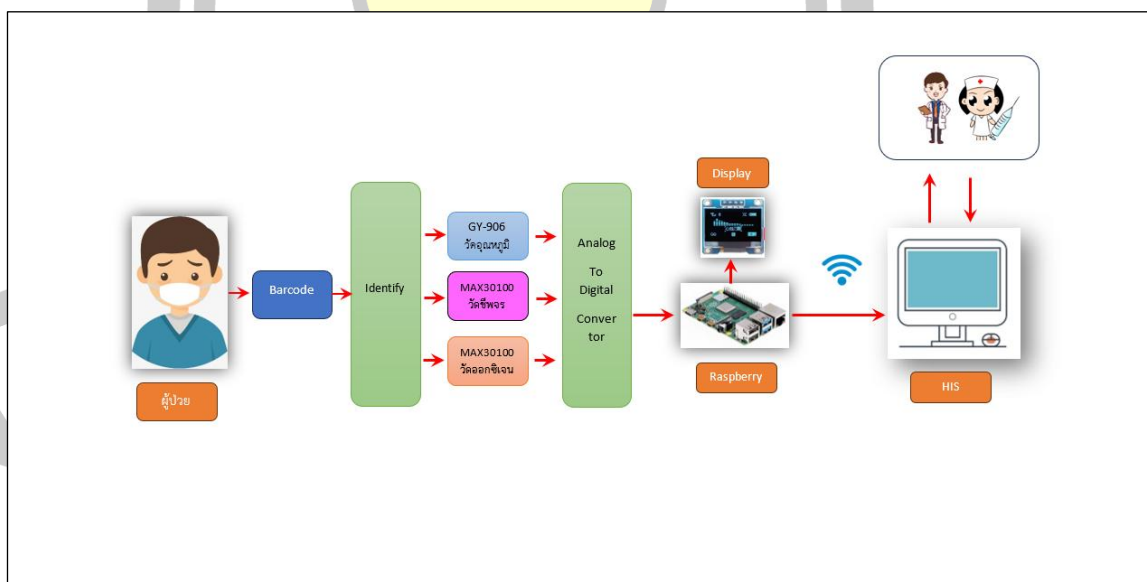 ผู้ป่วย
Barcode
Identify
GY-906
วัดอุณหภูมิ
MAX30100
วัดชีพจร
MAX30100
วัดออกซิเจน
Analog
To
Digital
Conver
tor
Display
Raspberry
HIS